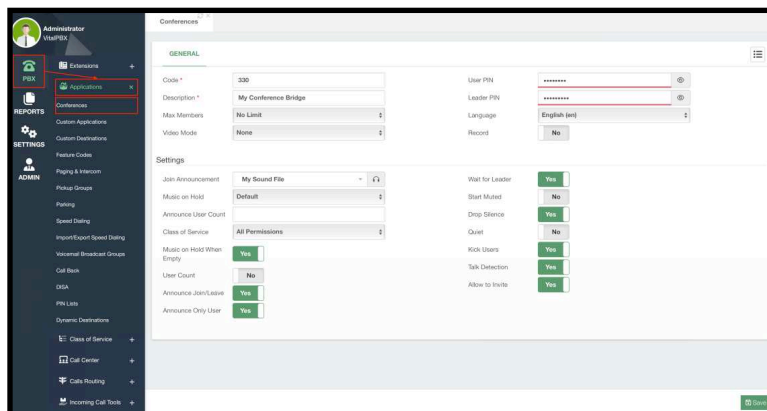 Administrator
VitalPBX
PBX
REPORTS
SETTINGS
ADMIN
Extensions +
Applications ×
Conferences
Custom Applications
Custom Destinations
Feature Codes
Paging & Intercom
Pickup Groups
Parking
Speed Dialing
Import/Export Speed Dialing
Voicemail Broadcast Groups
Call Back
DISA
PIN Lists
Dynamic Destinations
Class of Service +
Call Center +
Calls Routing +
Incoming Call Tools +
Conferences
GENERAL
Code * 330
Description * My Conference Bridge
Max Members No Limit
Video Mode None
User PIN ••••••••
Leader PIN •••••••••
Language English (en)
Record No
Settings
Join Announcement My Sound File
Music on Hold Default
Announce User Count
Class of Service All Permissions
Music on Hold When Empty Yes
User Count No
Announce Join/Leave Yes
Announce Only User Yes
Wait for Leader Yes
Start Muted No
Drop Silence Yes
Quiet No
Kick Users Yes
Talk Detection Yes
Allow to Invite Yes
Save